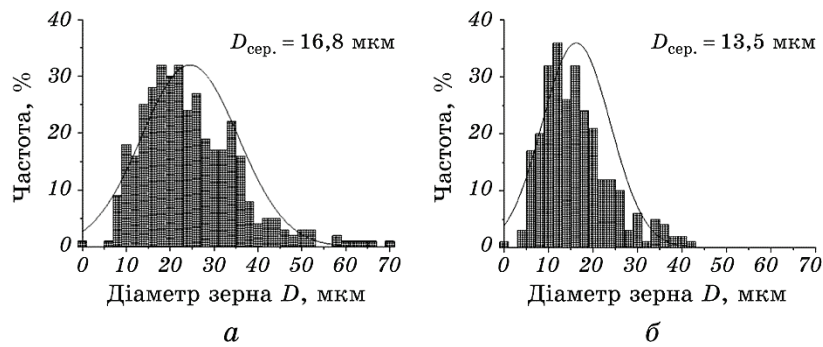 40
30
20
10
0
Частота, %
Dсер. = 16,8 мкм
0 10 20 30 40 50 60 70
Діаметр зерна D, мкм
а
40
30
20
10
0
Частота, %
Dсер. = 13,5 мкм
0 10 20 30 40 50 60 70
Діаметр зерна D, мкм
б